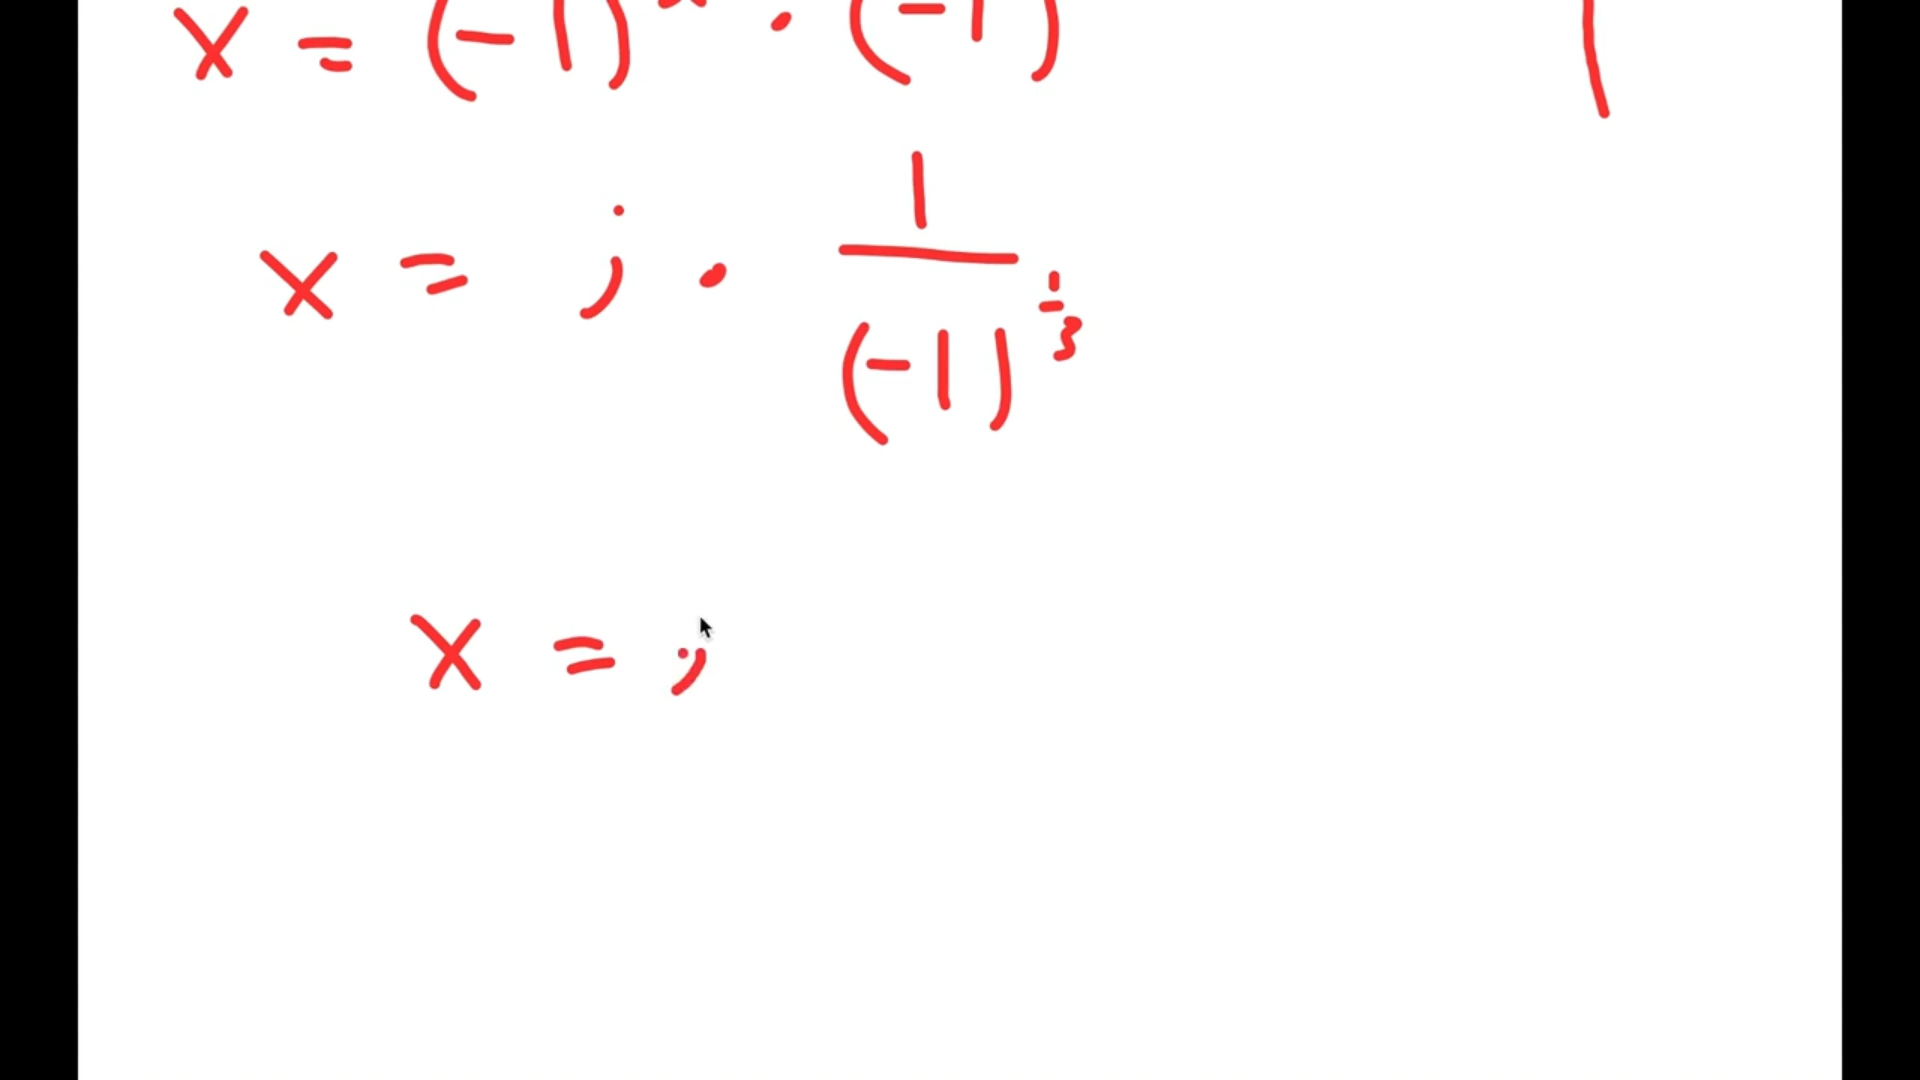 x = (-1) · (-1)
x = i · 1/(-1)^(1/3)
x = i